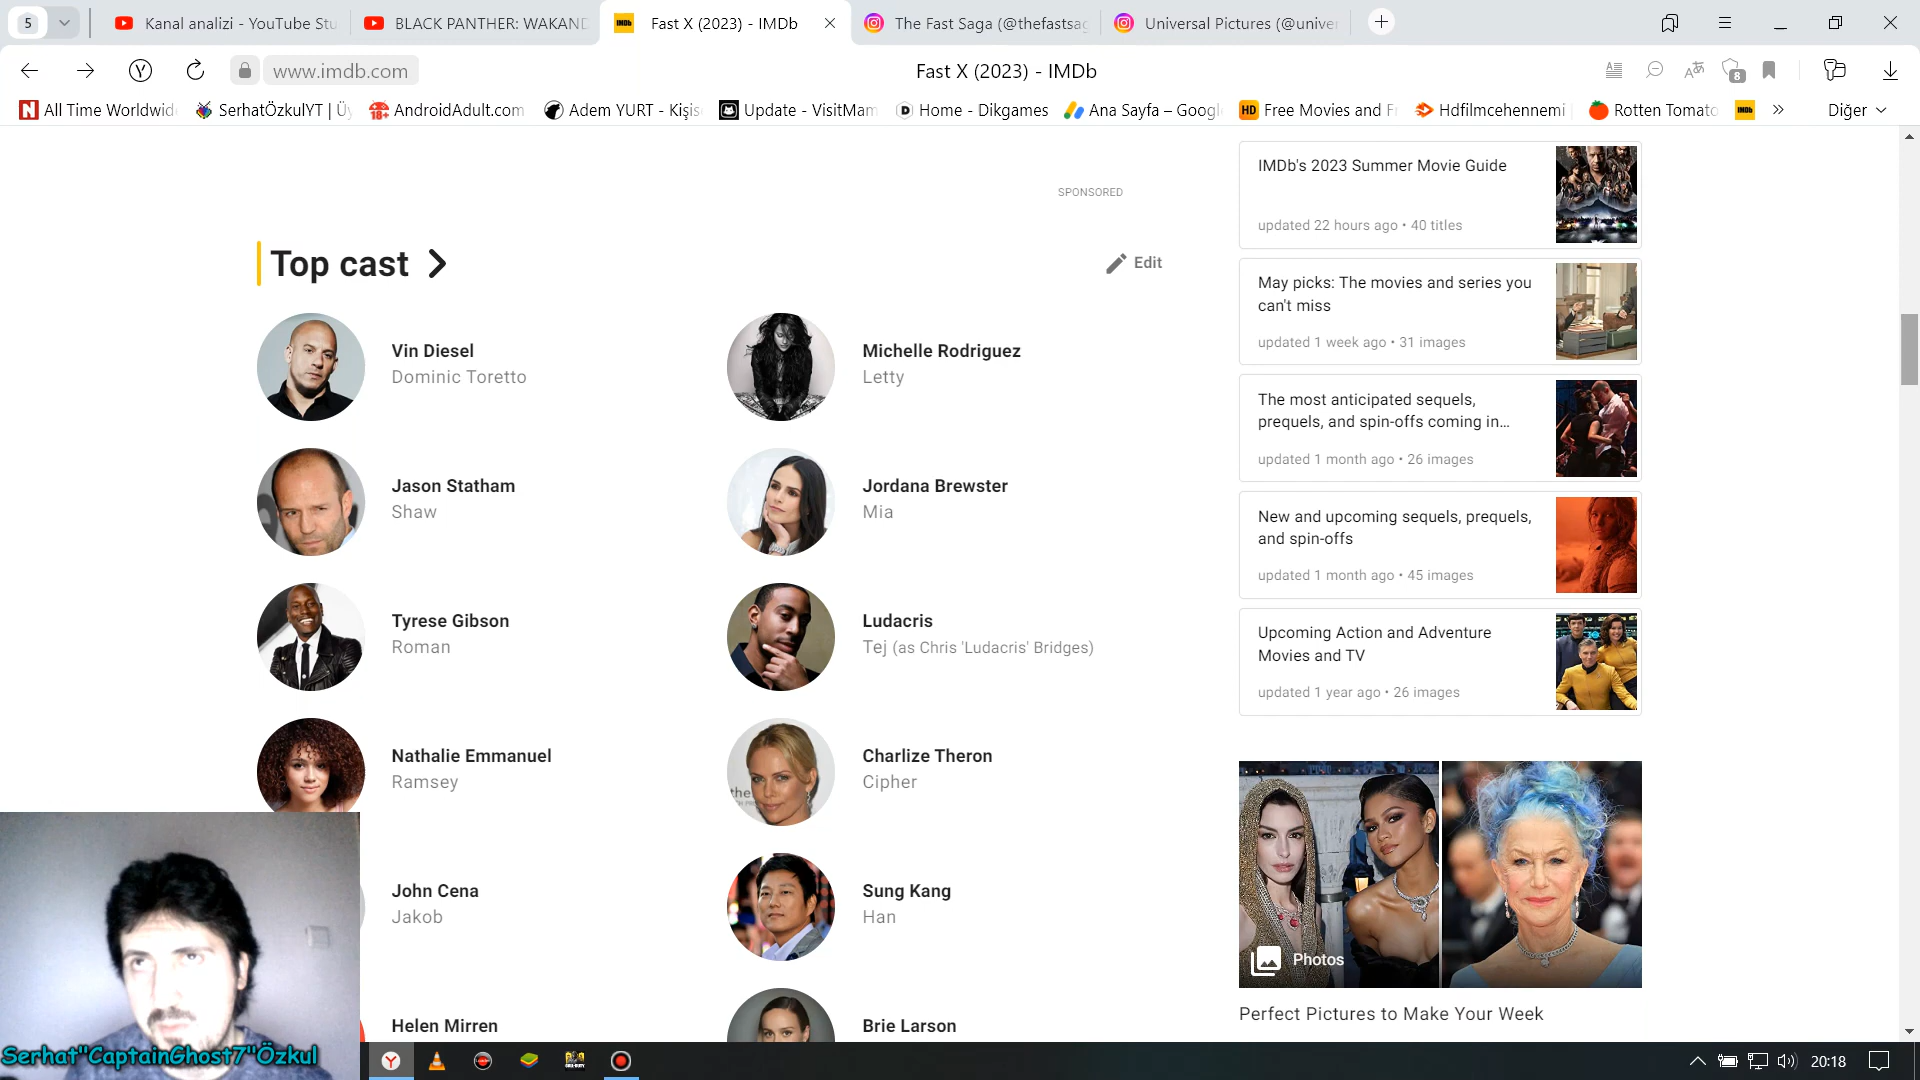 5
Kanal analizi - YouTube Stu
BLACK PANTHER: WAKAND
Fast X (2023) - IMDb
The Fast Saga (@thefastsag
Universal Pictures (@univer
www.imdb.com
Fast X (2023) - IMDb
8
All Time Worldwid
SerhatÖzkulYT | Üy
AndroidAdult.com
Adem YURT - Kişis
Update - VisitMam
Home - Dikgames
Ana Sayfa – Googl
HD
Free Movies and Fr
Hdfilmcehennemi
Rotten Tomato
IMDb
Diğer
SPONSORED
Top cast
Edit
Vin Diesel
Dominic Toretto
Michelle Rodriguez
Letty
Jason Statham
Shaw
Jordana Brewster
Mia
Tyrese Gibson
Roman
Ludacris
Tej (as Chris 'Ludacris' Bridges)
Nathalie Emmanuel
Ramsey
Charlize Theron
Cipher
John Cena
Jakob
Sung Kang
Han
Helen Mirren
Brie Larson
IMDb's 2023 Summer Movie Guide
updated 22 hours ago • 40 titles
May picks: The movies and series you
can't miss
updated 1 week ago • 31 images
The most anticipated sequels,
prequels, and spin-offs coming in...
updated 1 month ago • 26 images
New and upcoming sequels, prequels,
and spin-offs
updated 1 month ago • 45 images
Upcoming Action and Adventure
Movies and TV
updated 1 year ago • 26 images
Photos
Perfect Pictures to Make Your Week
Serhat"CaptainGhost7"Özkul
20:18